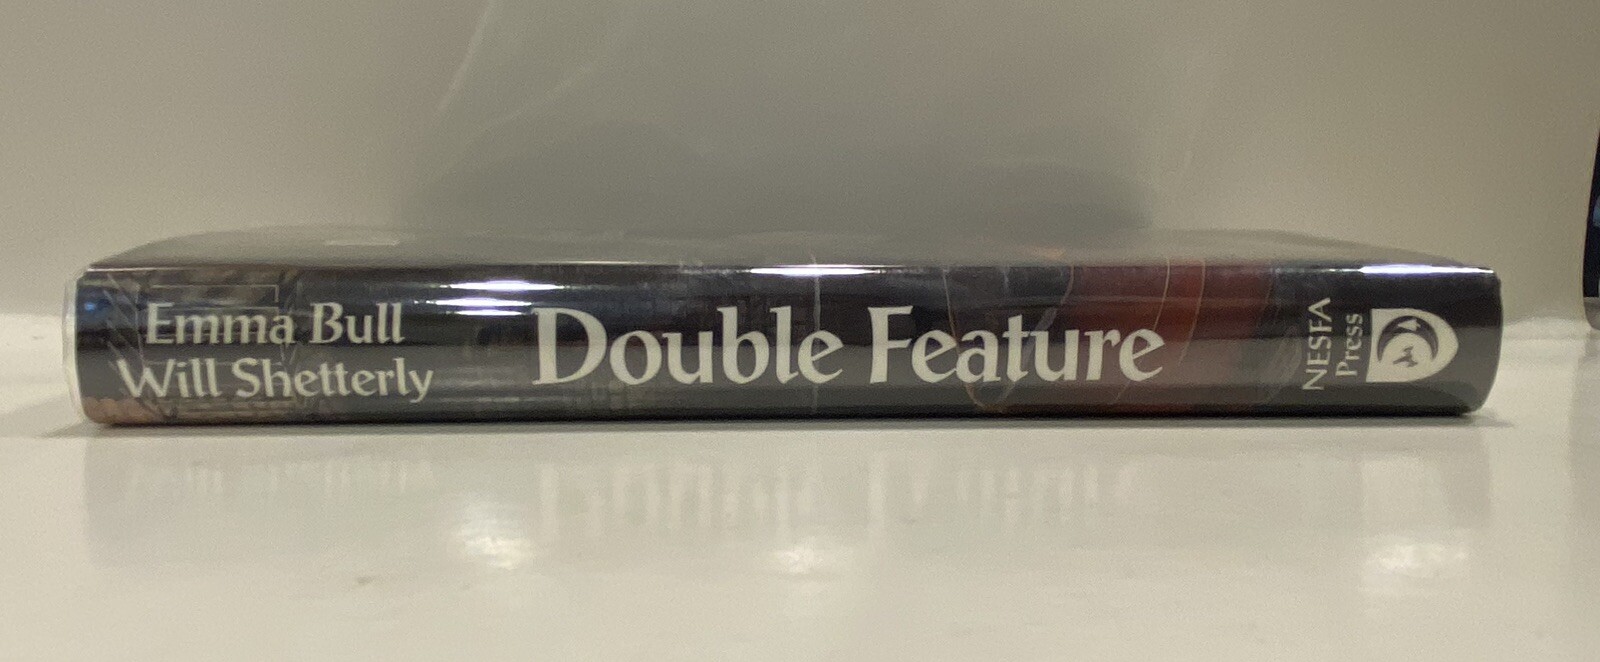 Emma Bull
Will Shetterly
Double Feature
NESFA
Press